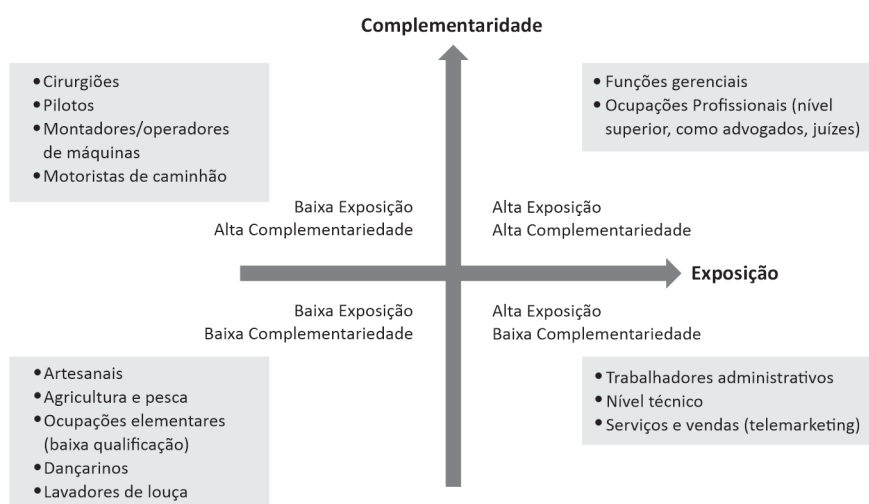 Complementaridade
• Cirurgiões
• Pilotos
• Montadores/operadores
de máquinas
• Motoristas de caminhão
• Funções gerenciais
• Ocupações Profissionais (nível
superior, como advogados, juízes)
Baixa Exposição
Alta Complementariedade
Alta Exposição
Alta Complementariedade
Exposição
Baixa Exposição
Baixa Complementariedade
Alta Exposição
Baixa Complementariedade
• Artesanais
• Agricultura e pesca
• Ocupações elementares
(baixa qualificação)
• Dançarinos
• Lavadores de louça
• Trabalhadores administrativos
• Nível técnico
• Serviços e vendas (telemarketing)